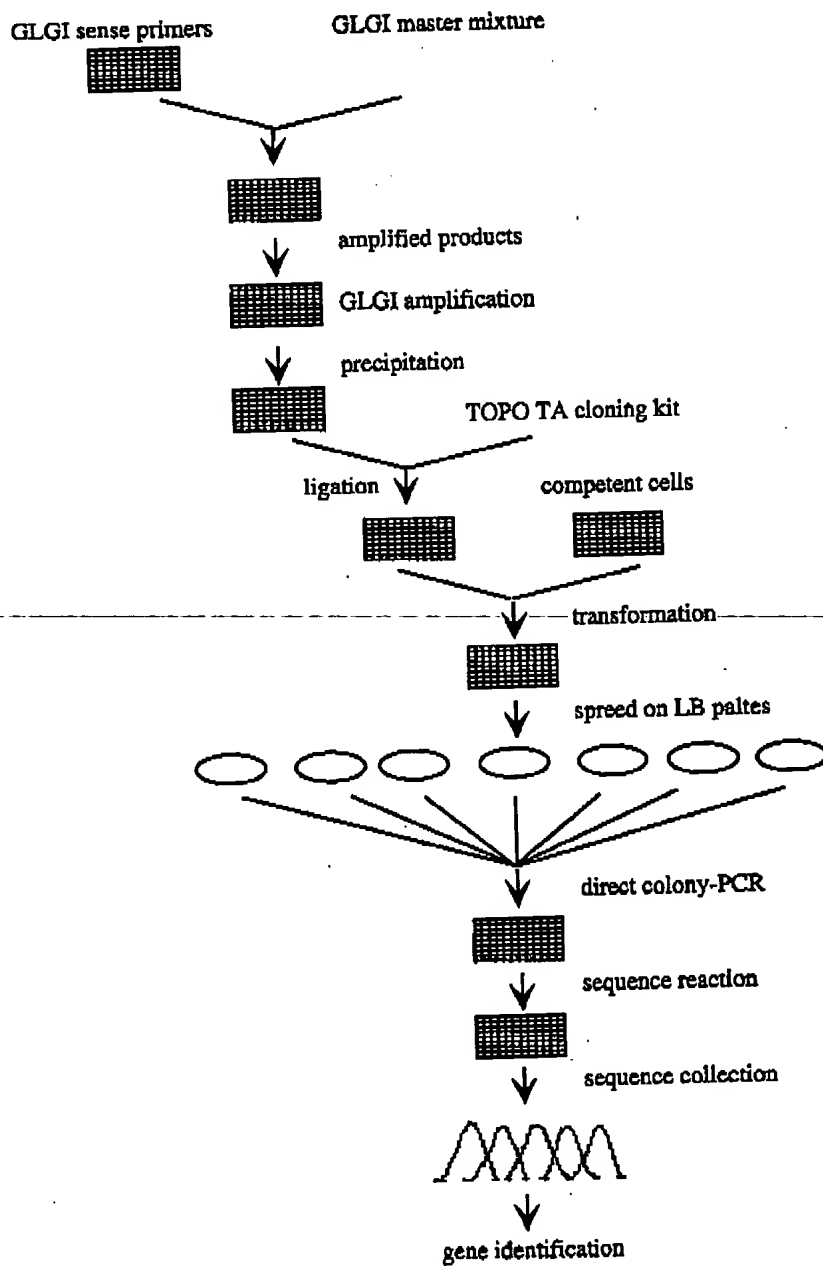 GLGI sense primers
GLGI master mixture
amplified products
GLGI amplification
precipitation
TOPO TA cloning kit
ligation
competent cells
transformation
spreed on LB paltes
direct colony-PCR
sequence reaction
sequence collection
gene identification